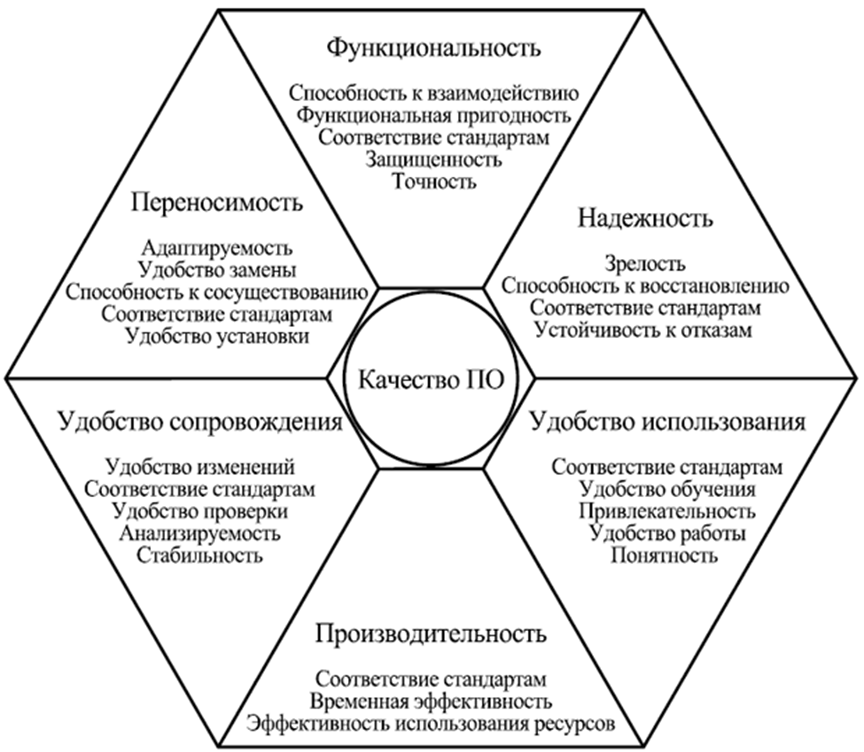 Функциональность
Способность к взаимодействию
Функциональная пригодность
Соответствие стандартам
Защищенность
Точность
Переносимость
Адаптируемость
Удобство замены
Способность к сосуществованию
Соответствие стандартам
Удобство установки
Надежность
Зрелость
Способность к восстановлению
Соответствие стандартам
Устойчивость к отказам
Качество ПО
Удобство сопровождения
Удобство изменений
Соответствие стандартам
Удобство проверки
Анализируемость
Стабильность
Удобство использования
Соответствие стандартам
Удобство обучения
Привлекательность
Удобство работы
Понятность
Производительность
Соответствие стандартам
Временная эффективность
Эффективность использования ресурсов